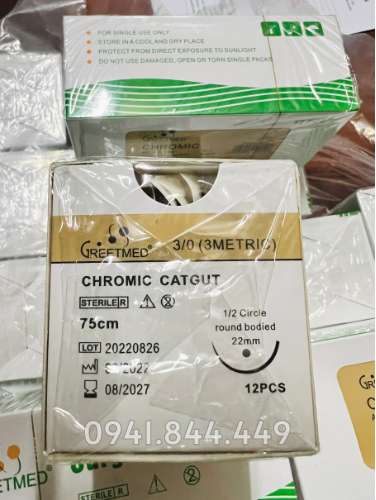 FOR SINGLE USE ONLY
STORE IN A COOL AND DRY PLACE
PROTECT FROM DIRECT EXPOSURE TO SUNLIGHT
DO NOT USE DAMAGED, OPEN OR TORN SINGLE PACKS
GREETMED
CHROMIC
GREETMED® 3/0 (3METRIC)
CHROMIC CATGUT
STERILE R
75cm
1/2 Circle
round bodied
22mm
LOT 20220826
08/2027
12PCS
0941.844.449
GREETMED
STERILE R